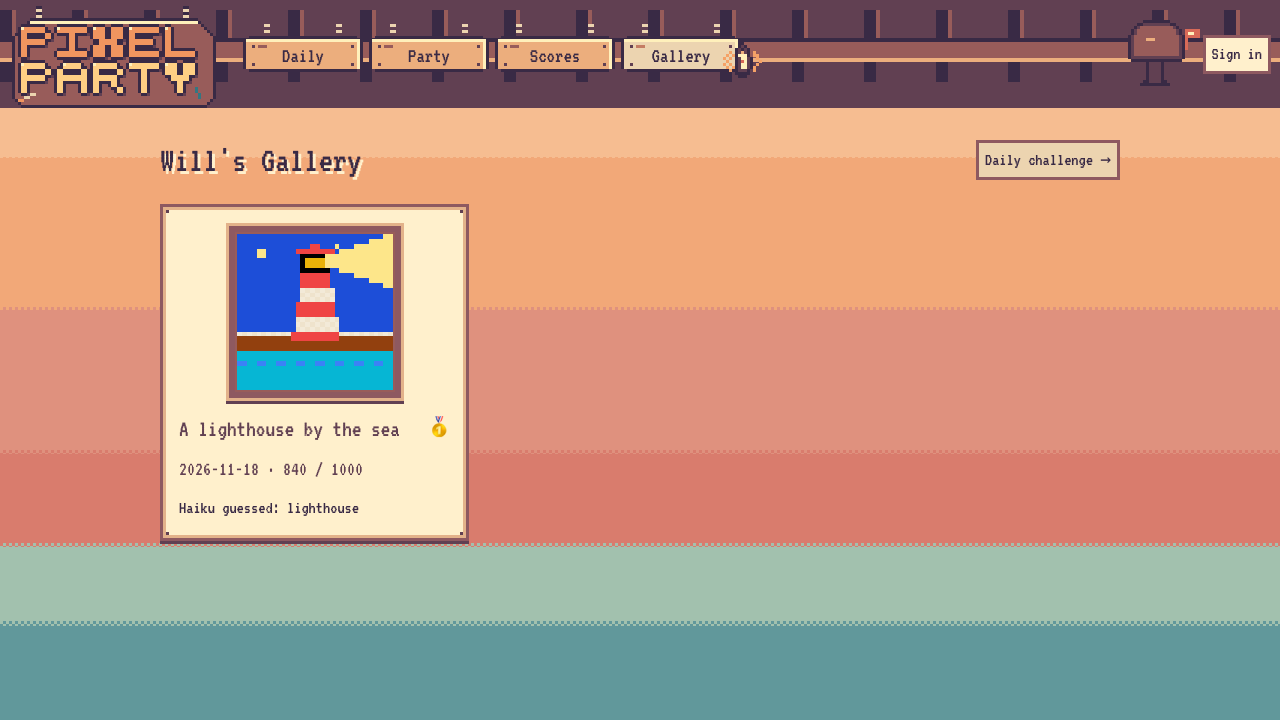 PIXEL
PARTY
Daily
Party
Scores
Gallery
Sign in
Will's Gallery
Daily challenge →
A lighthouse by the sea
2026-11-18 · 840 / 1000
Haiku guessed: lighthouse